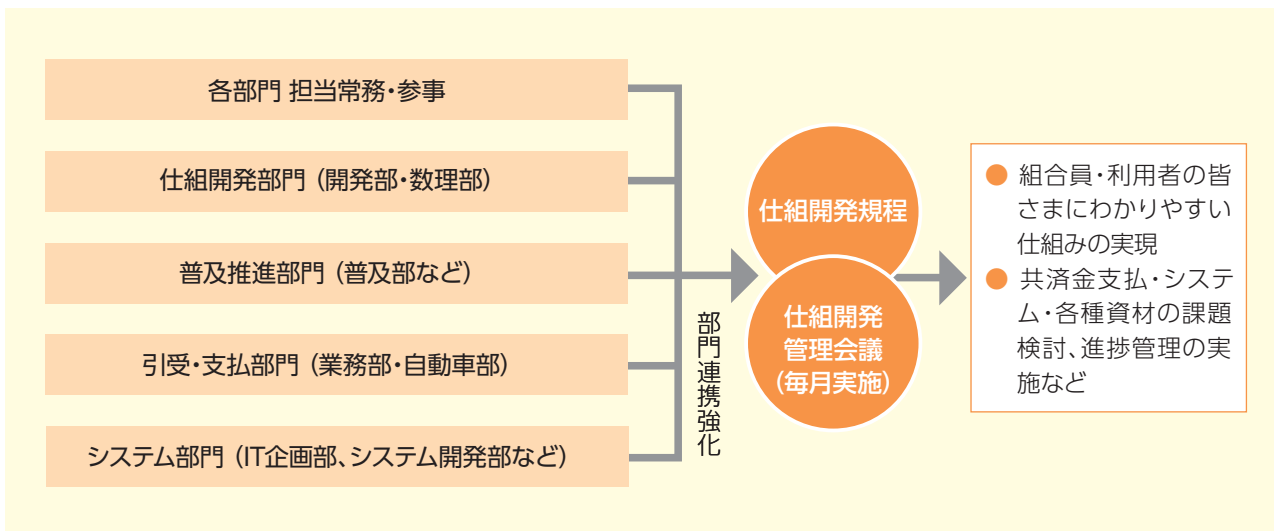 各部門 担当常務・参事
仕組開発部門（開発部・数理部）
普及推進部門（普及部など）
引受・支払部門（業務部・自動車部）
システム部門（IT企画部、システム開発部など）
部門連携強化
仕組開発規程
仕組開発
管理会議
（毎月実施）
● 組合員・利用者の皆
さまにわかりやすい
仕組みの実現
● 共済金支払・システ
ム・各種資材の課題
検討、進捗管理の実
施など